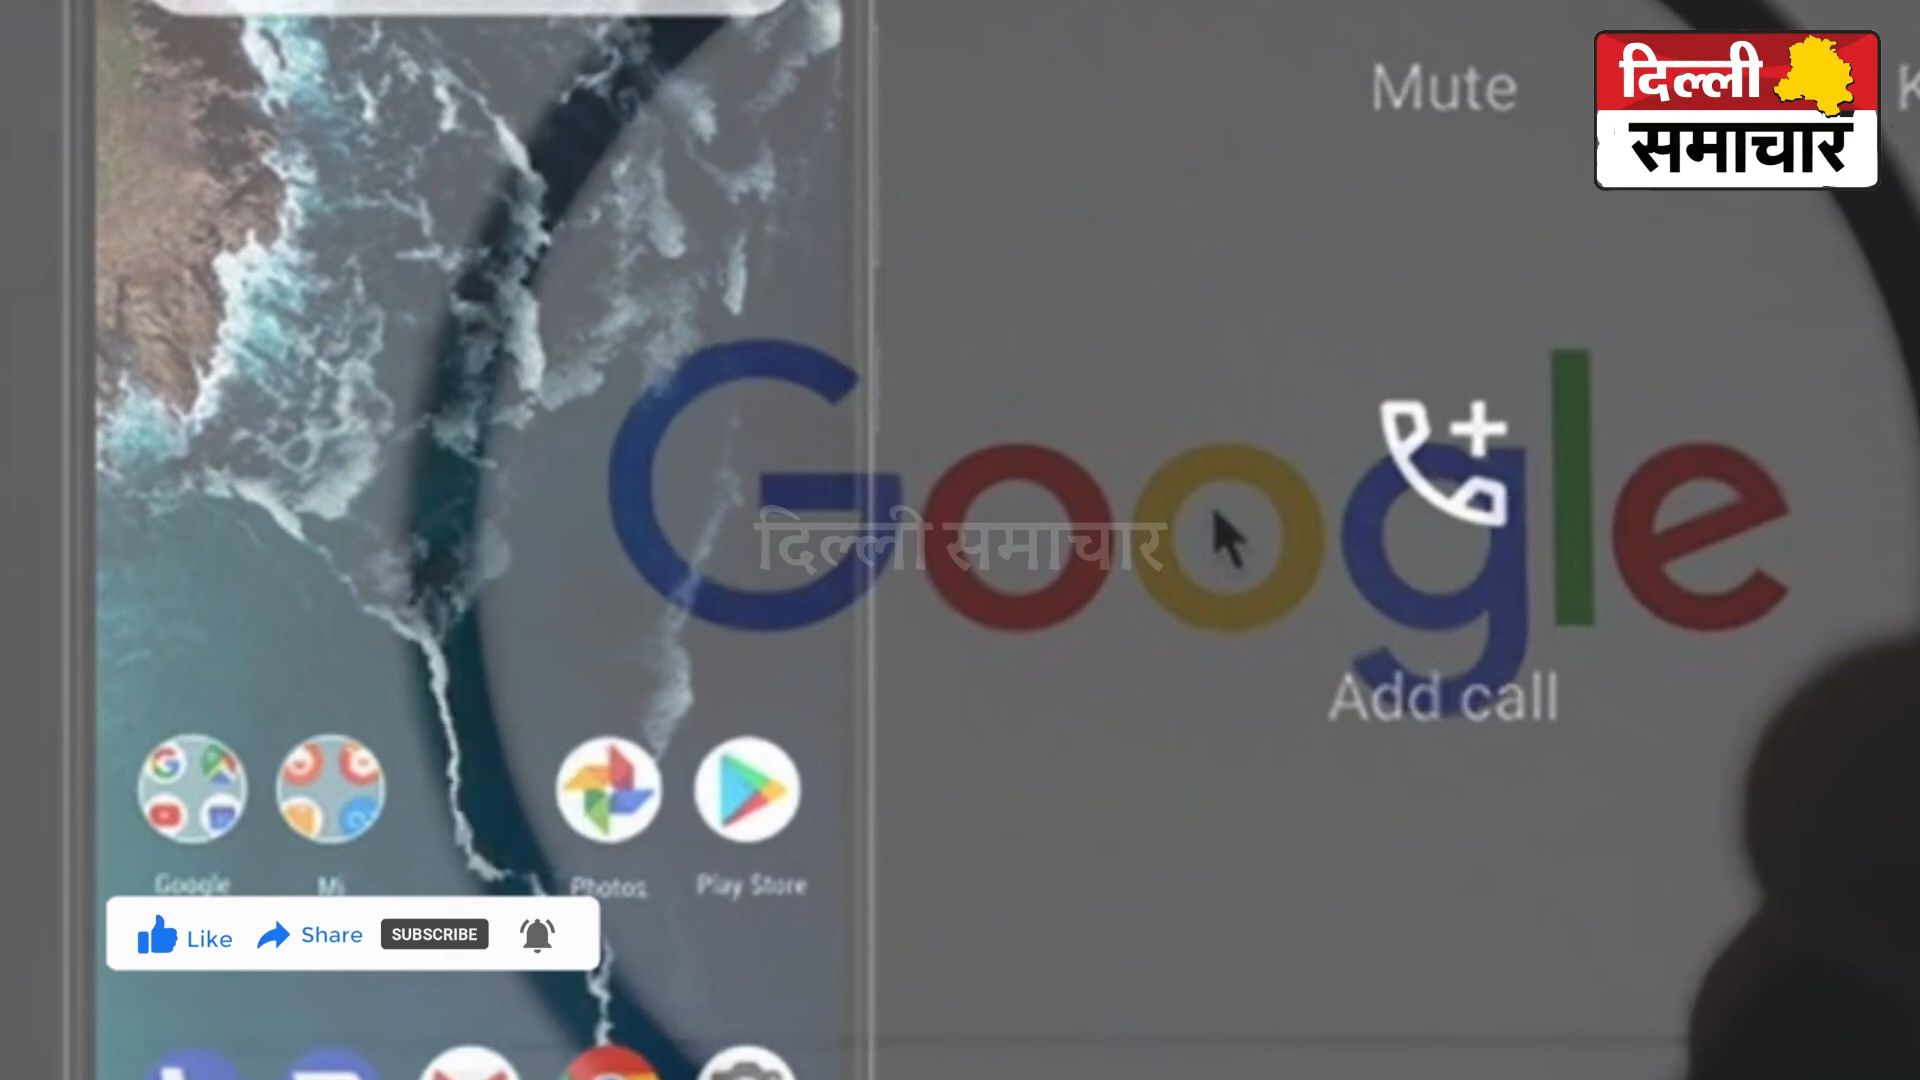 Mute
दिल्ली
समाचार
Google
दिल्ली समाचार
Add call
Google
Mi
Photos
Play Store
Like
Share
SUBSCRIBE